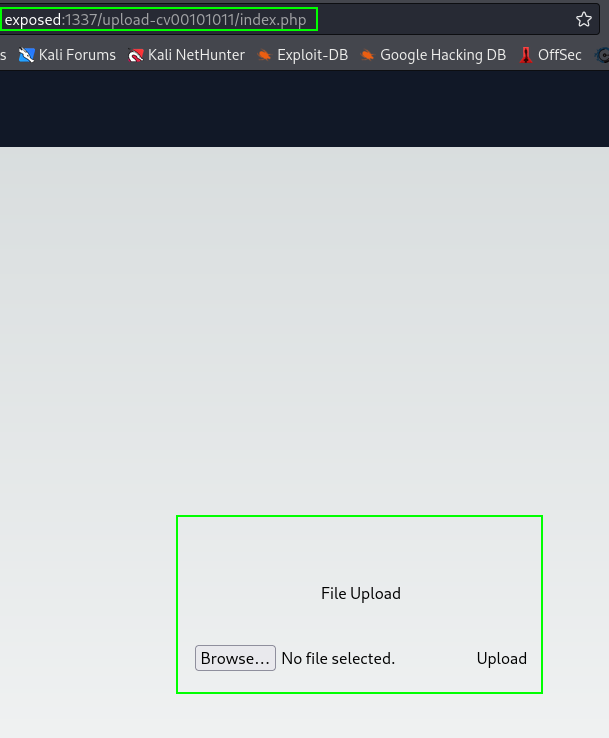 exposed:1337/upload-cv00101011/index.php
s Kali Forums Kali NetHunter Exploit-DB Google Hacking DB OffSec
File Upload
Browse... No file selected. Upload